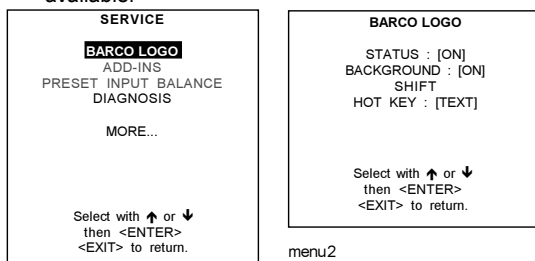 available.
SERVICE
BARCO LOGO
ADD-INS
PRESET INPUT BALANCE
DIAGNOSIS
MORE...
Select with ↑ or ↓
then <ENTER>
<EXIT> to return.
BARCO LOGO
STATUS : [ON]
BACKGROUND : [ON]
SHIFT
HOT KEY : [TEXT]
Select with ↑ or ↓
then <ENTER>
<EXIT> to return.
menu2